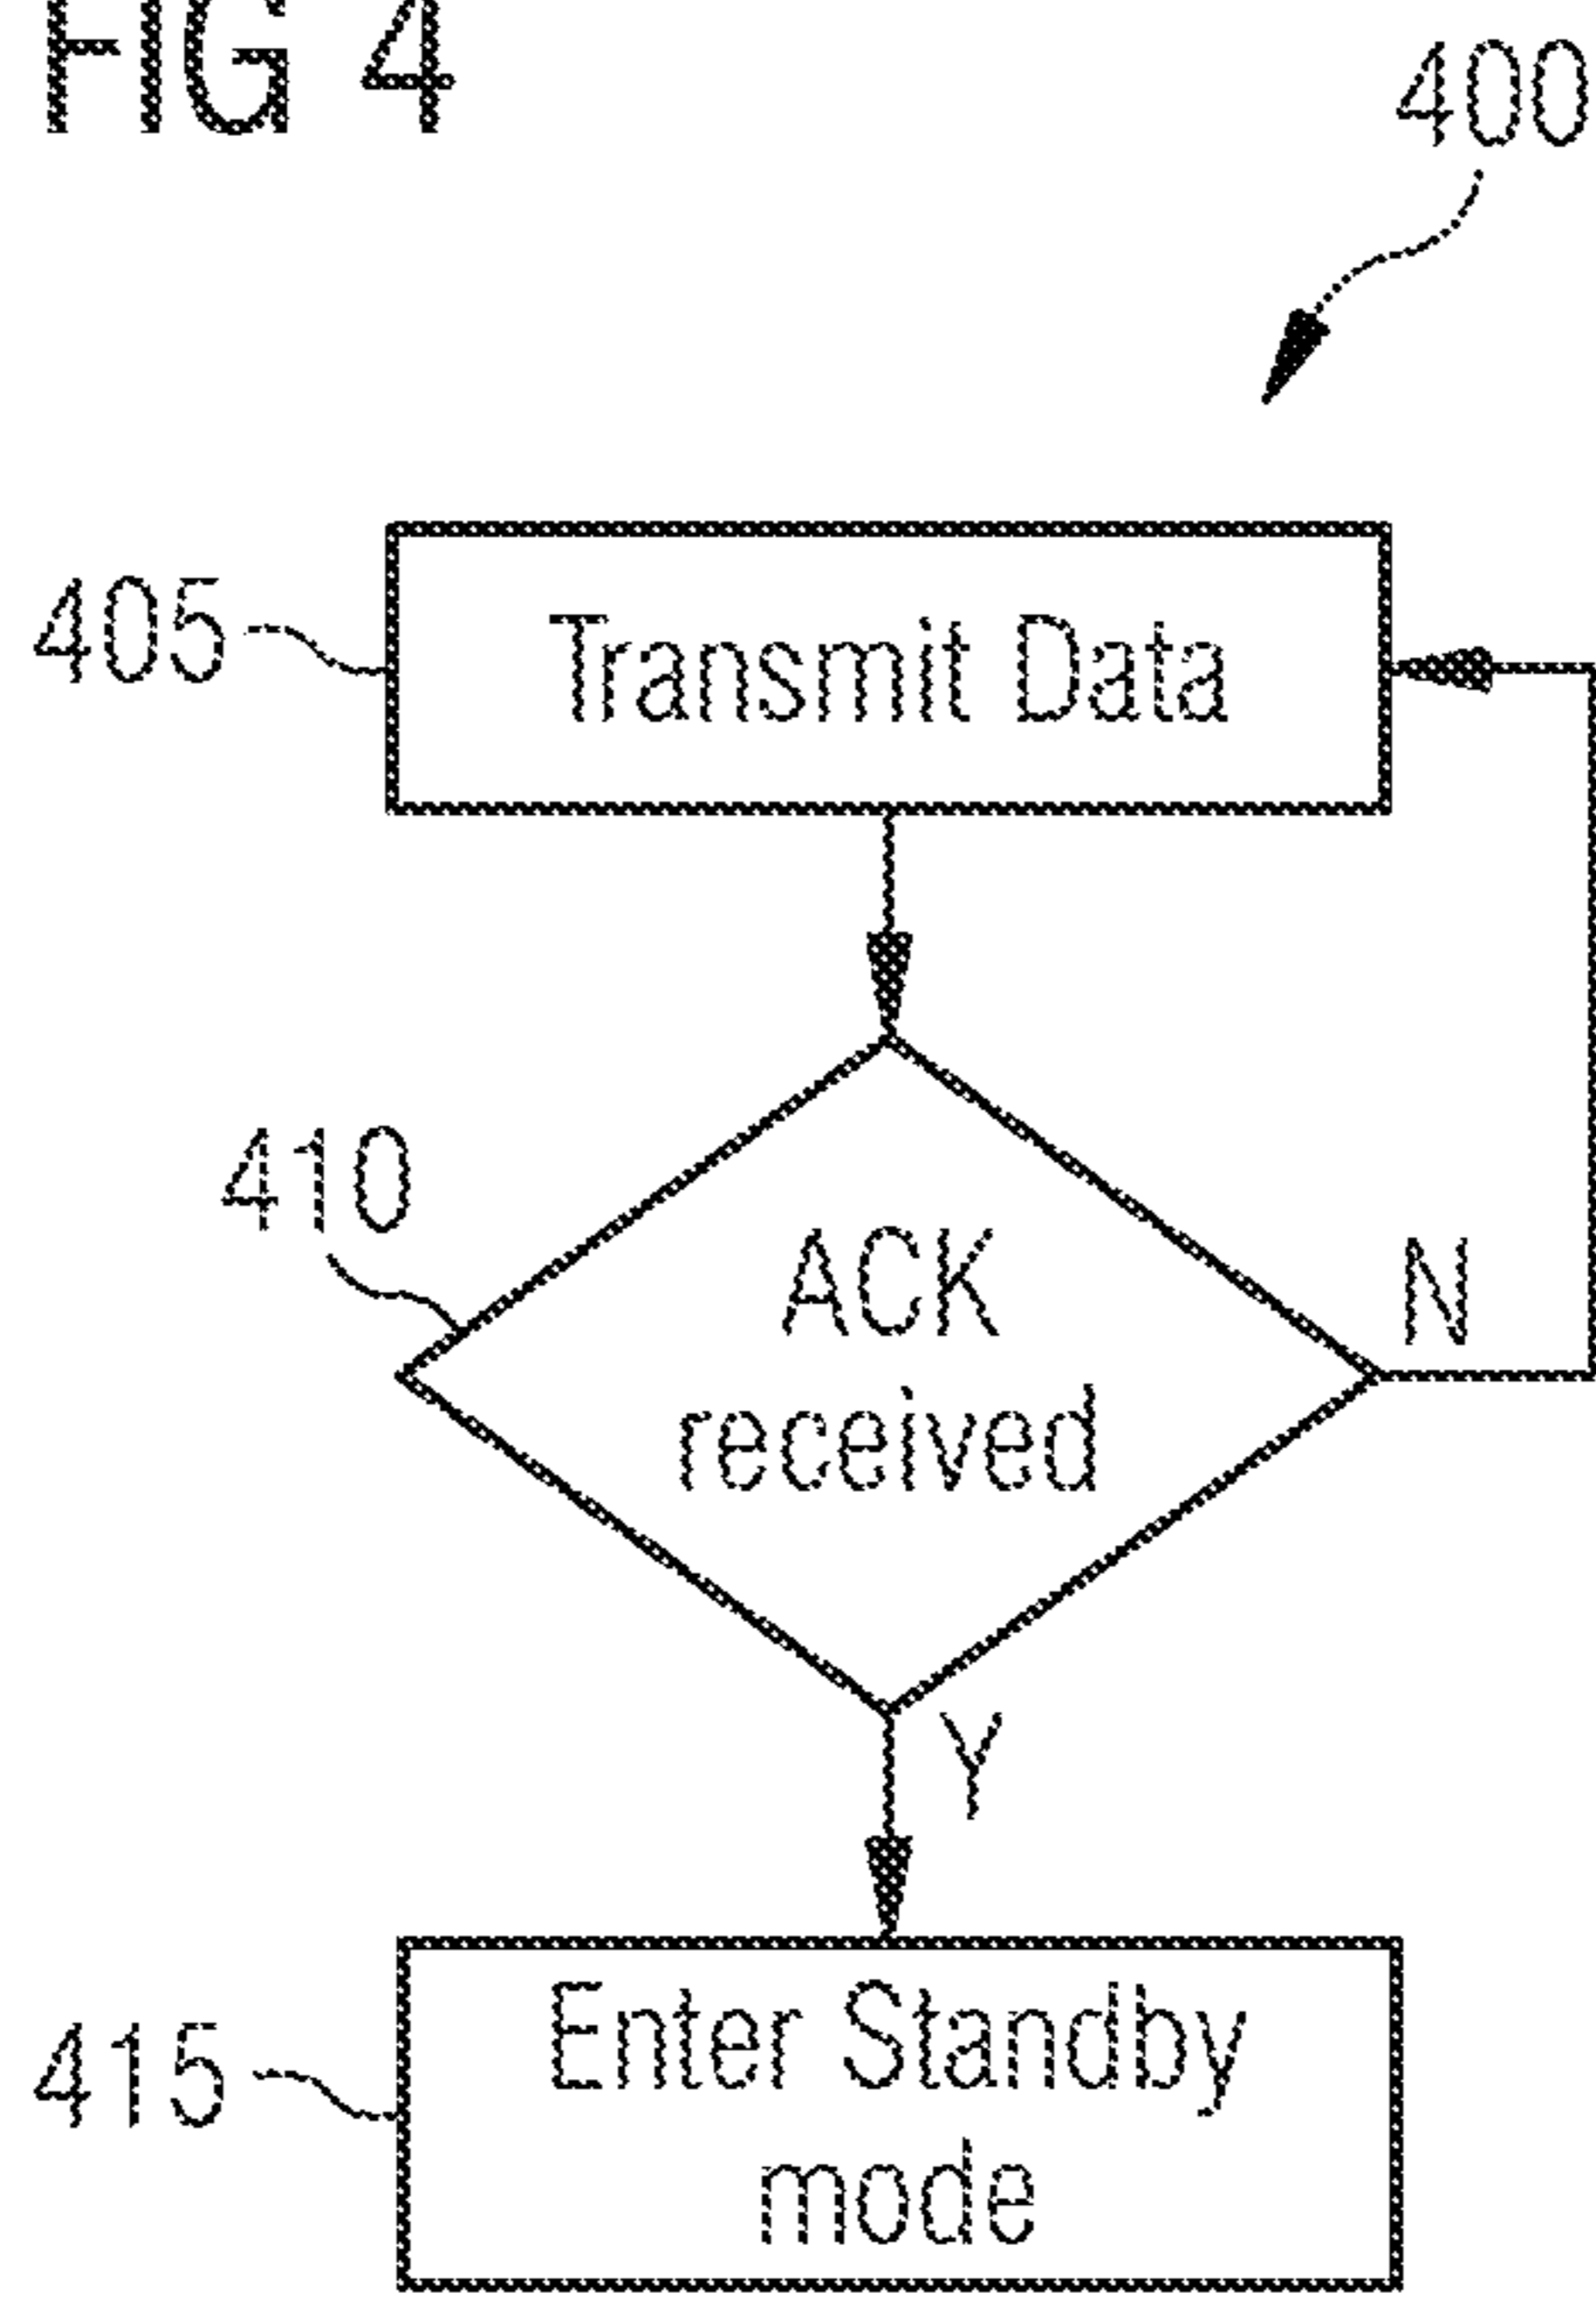 FIG 4
400
405
Transmit Data
410
ACK
received
N
Y
415
Enter Standby
mode